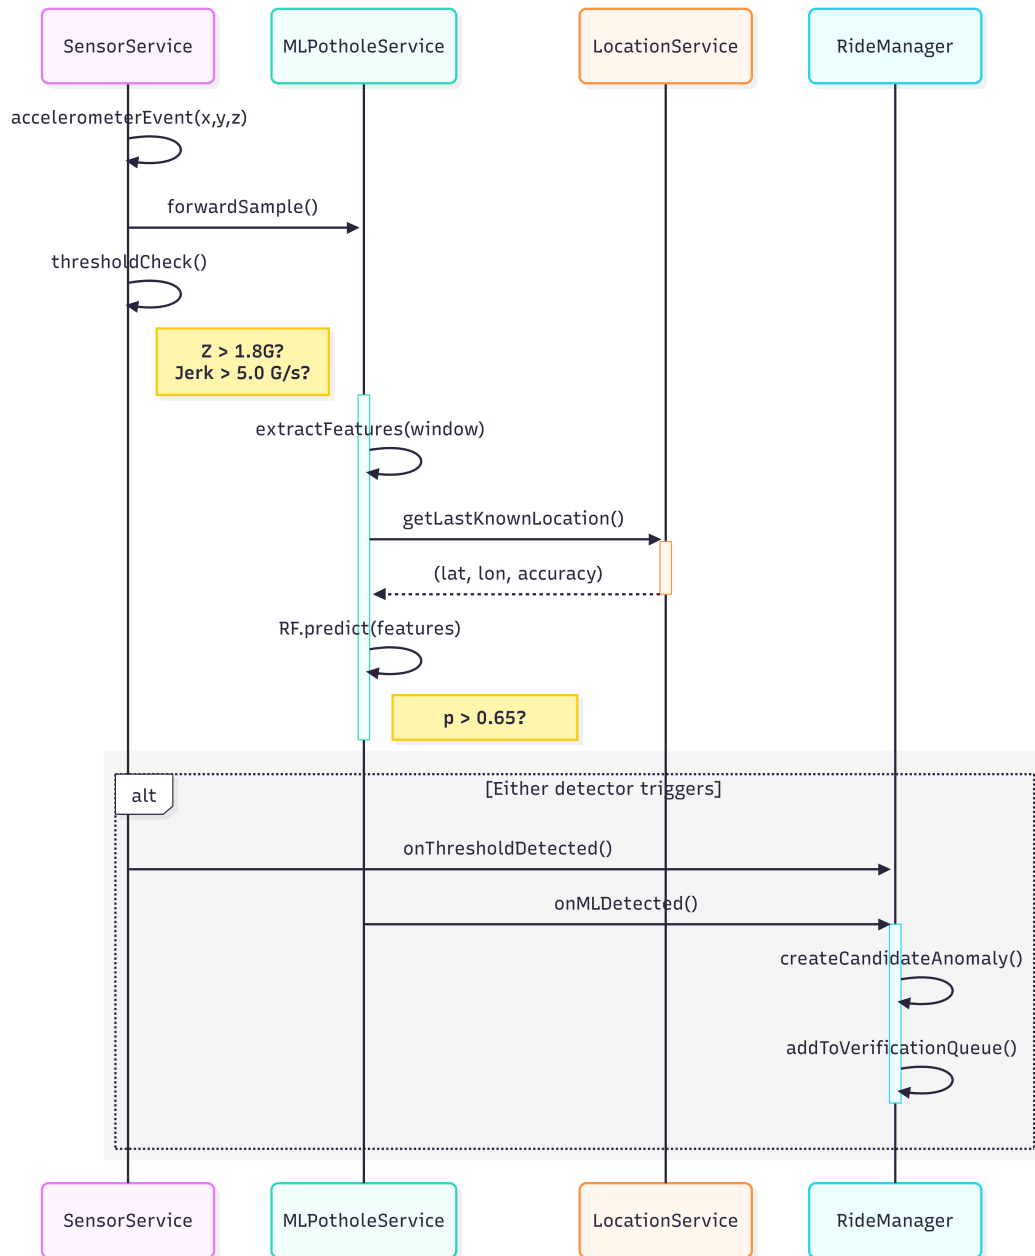 SensorService
MLPotholeService
LocationService
RideManager
accelerometerEvent(x,y,z)
forwardSample()
thresholdCheck()
Z > 1.8G?
Jerk > 5.0 G/s?
extractFeatures(window)
getLastKnownLocation()
(lat, lon, accuracy)
RF.predict(features)
p > 0.65?
alt
[Either detector triggers]
onThresholdDetected()
onMLDetected()
createCandidateAnomaly()
addToVerificationQueue()
SensorService
MLPotholeService
LocationService
RideManager